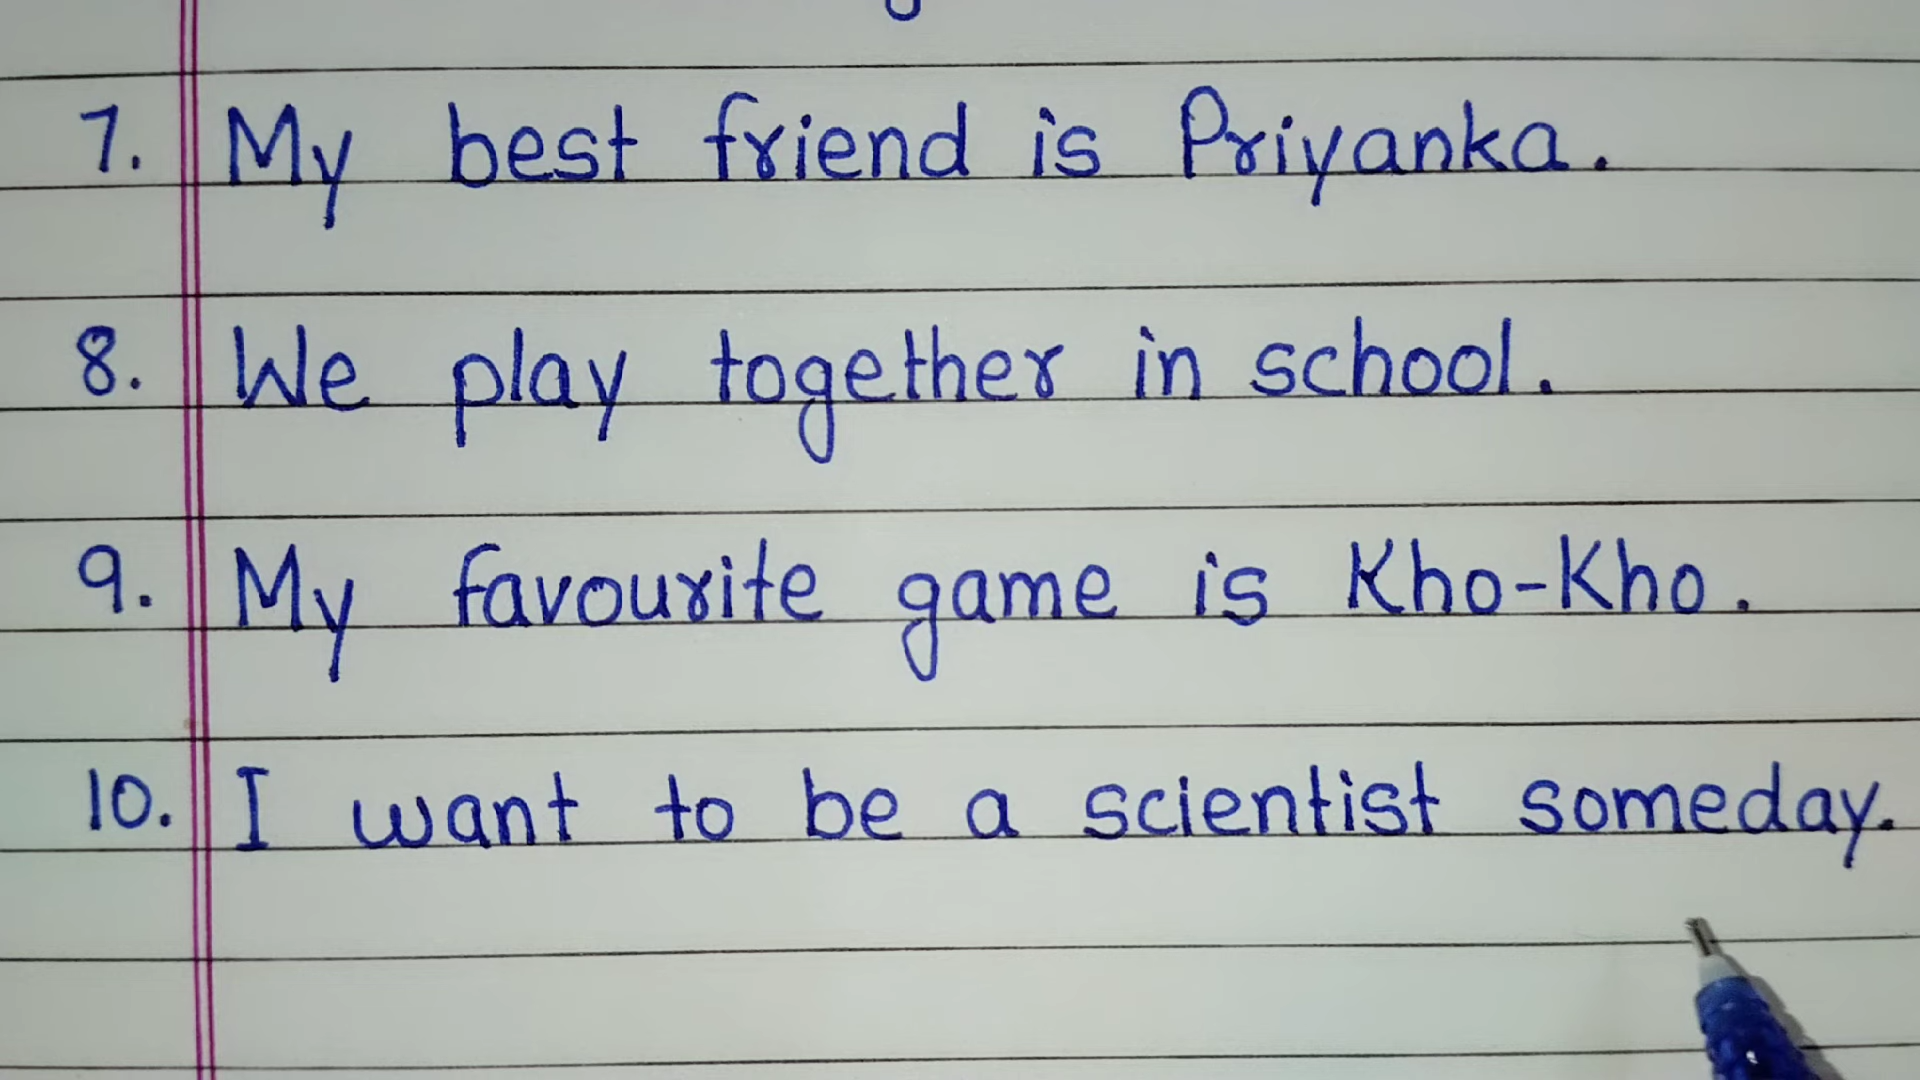 7. My best friend is Priyanka.
8. We play together in school.
9. My favourite game is Kho-Kho.
10. I want to be a scientist someday.